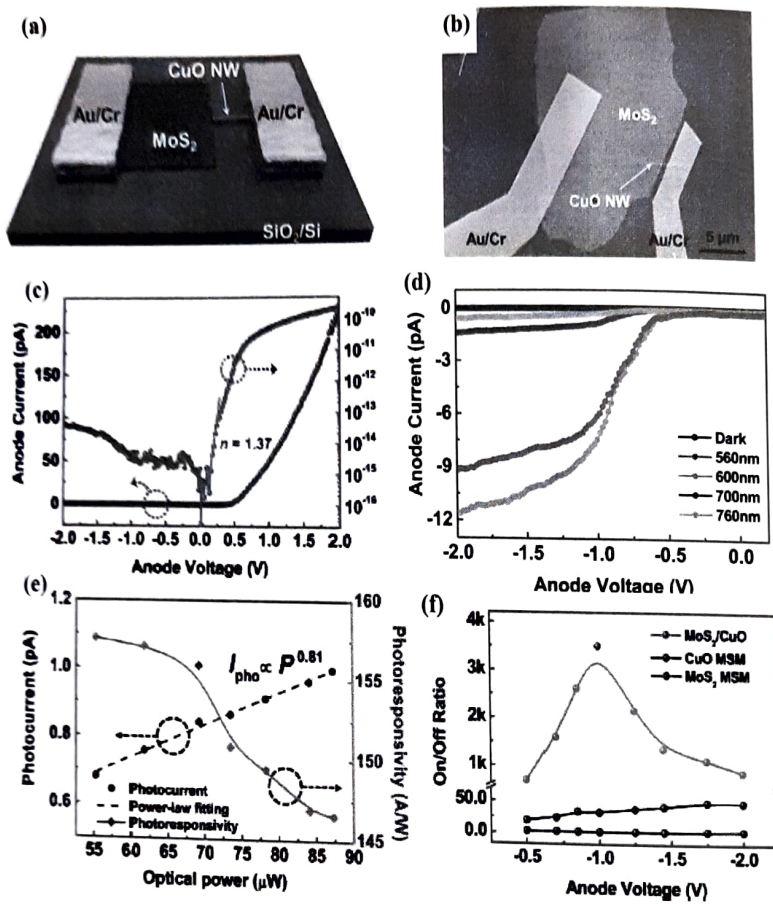 (a)
CuO NW
Au/Cr
MoS₂
Au/Cr
SiO₂/Si
(b)
MoS₂
CuO NW
Au/Cr
Au/Cr
5 μm
(c)
Anode Current (pA)
200
150
100
50
0
10⁻¹⁰
10⁻¹¹
10⁻¹²
10⁻¹³
10⁻¹⁴
10⁻¹⁵
10⁻¹⁶
n = 1.37
-2.0 -1.5 -1.0 -0.5 0.0 0.5 1.0 1.5 2.0
Anode Voltage (V)
(d)
Anode Current (pA)
0
-3
-6
-9
-12
Dark
560nm
600nm
700nm
760nm
-2.0 -1.5 -1.0 -0.5 0.0
Anode Voltage (V)
(e)
Photocurrent (pA)
1.2
1.0
0.8
0.6
160
155
150
145
Photoresponsivity (A/W)
Iₚₕₒ∝ P⁰·⁸¹
Photocurrent
Power-law fitting
Photoresponsivity
55 60 65 70 75 80 85 90
Optical power (μW)
(f)
On/Off Ratio
4k
3k
2k
1k
50.0
0.0
MoS₂/CuO
CuO MSM
MoS₂ MSM
-0.5 -1.0 -1.5 -2.0
Anode Voltage (V)